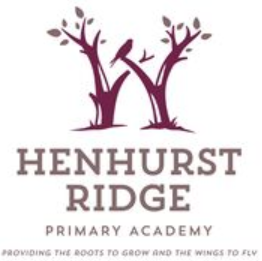 HENHURST
RIDGE
PRIMARY ACADEMY
PROVIDING THE ROOTS TO GROW AND THE WINGS TO FLY